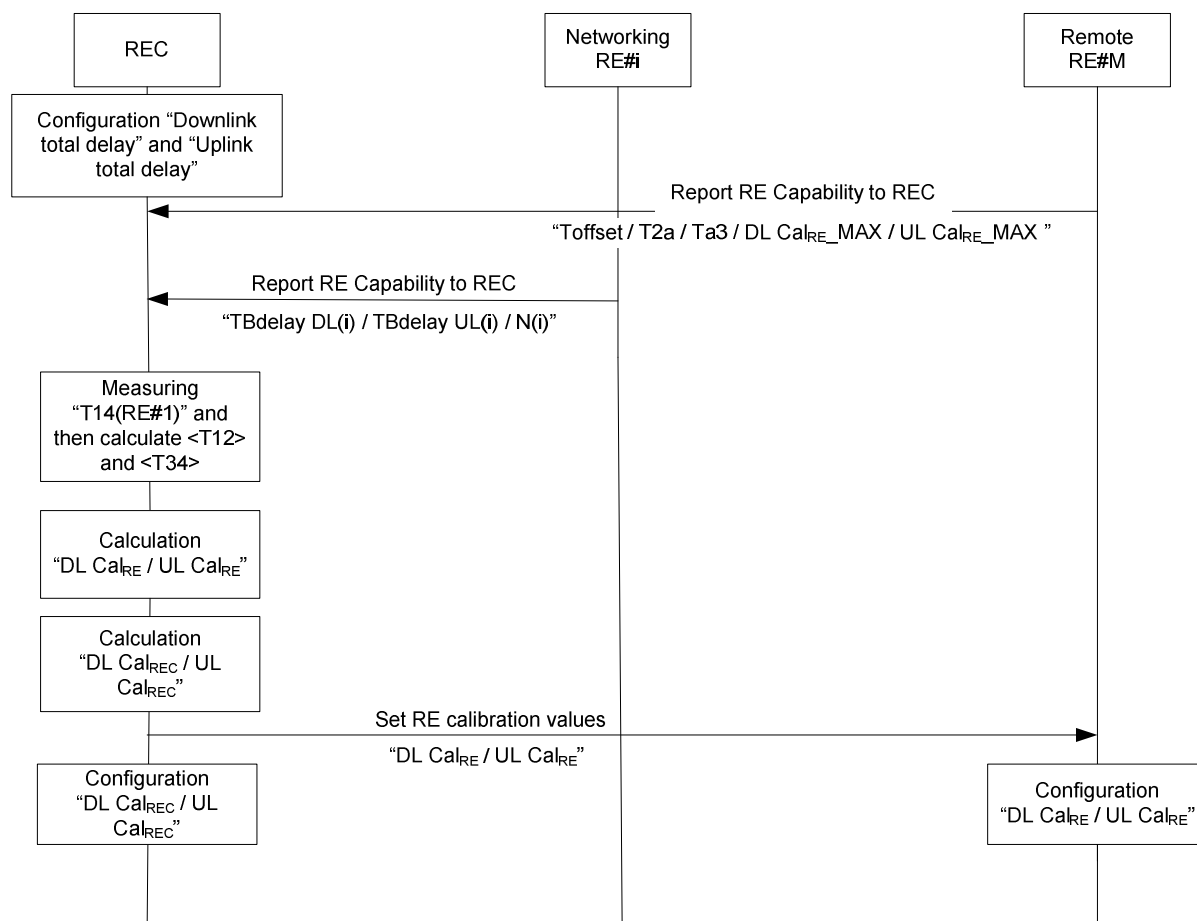 REC
Networking
RE#i
Remote
RE#M
Configuration “Downlink
total delay” and “Uplink
total delay”
Report RE Capability to REC
“Toffset / T2a / Ta3 / DL CalRE_MAX / UL CalRE_MAX ”
Report RE Capability to REC
“TBdelay DL(i) / TBdelay UL(i) / N(i)”
Measuring
“T14(RE#1)” and
then calculate <T12>
and <T34>
Calculation
“DL CalRE / UL CalRE”
Calculation
“DL CalREC / UL
CalREC”
Set RE calibration values
“DL CalRE / UL CalRE”
Configuration
“DL CalREC / UL
CalREC”
Configuration
“DL CalRE / UL CalRE”